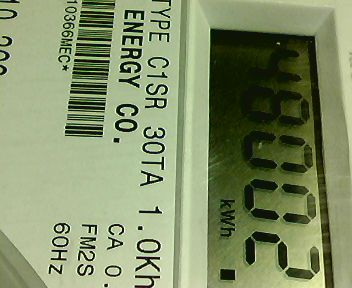 48002
kWh
TYPE C1SR 30TA 1.0Kh
ENERGY CO.
CA 0.
FM2S
60Hz
10366MEC*